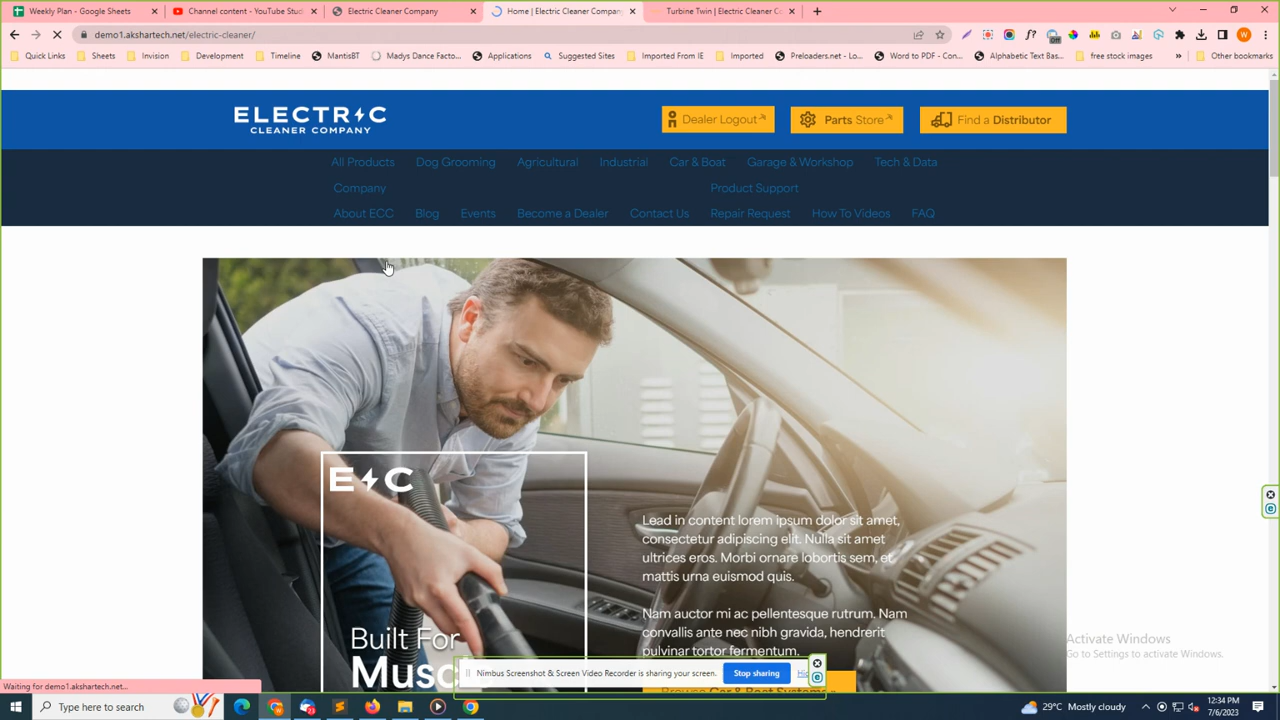 Weekly Plan - Google Sheets
Channel content - YouTube Stud
Electric Cleaner Company
Home | Electric Cleaner Company
Turbine Twin | Electric Cleaner Co
demo1.akshartech.net/electric-cleaner/
Quick Links
Sheets
Invision
Development
Timeline
MantisBT
Madys Dance Facto...
Applications
Suggested Sites
Imported From IE
Imported
Preloaders.net - Lo...
Word to PDF - Con...
Alphabetic Text Bas...
free stock images
Other bookmarks
ELECTRIC
CLEANER COMPANY
Dealer Logout
Parts Store
Find a Distributor
All Products Dog Grooming Agricultural Industrial Car & Boat Garage & Workshop Tech & Data
Company Product Support
About ECC Blog Events Become a Dealer Contact Us Repair Request How To Videos FAQ
E C
Lead in content lorem ipsum dolor sit amet,
consectetur adipiscing elit. Nulla sit amet
ultrices eros. Morbi ornare lobortis sem, et
mattis urna euismod quis.
Nam auctor mi ac pellentesque rutrum. Nam
convallis ante nec nibh gravida, hendrerit
pulvinar tortor fermentum.
Built For
Musc
Browse Car & Boat Systems
Nimbus Screenshot & Screen Video Recorder is sharing your screen.
Stop sharing
Hid
Activate Windows
Go to Settings to activate Windows.
Waiting for demo1.akshartech.net...
Type here to search
29°C Mostly cloudy
12:34 PM
7/6/2023